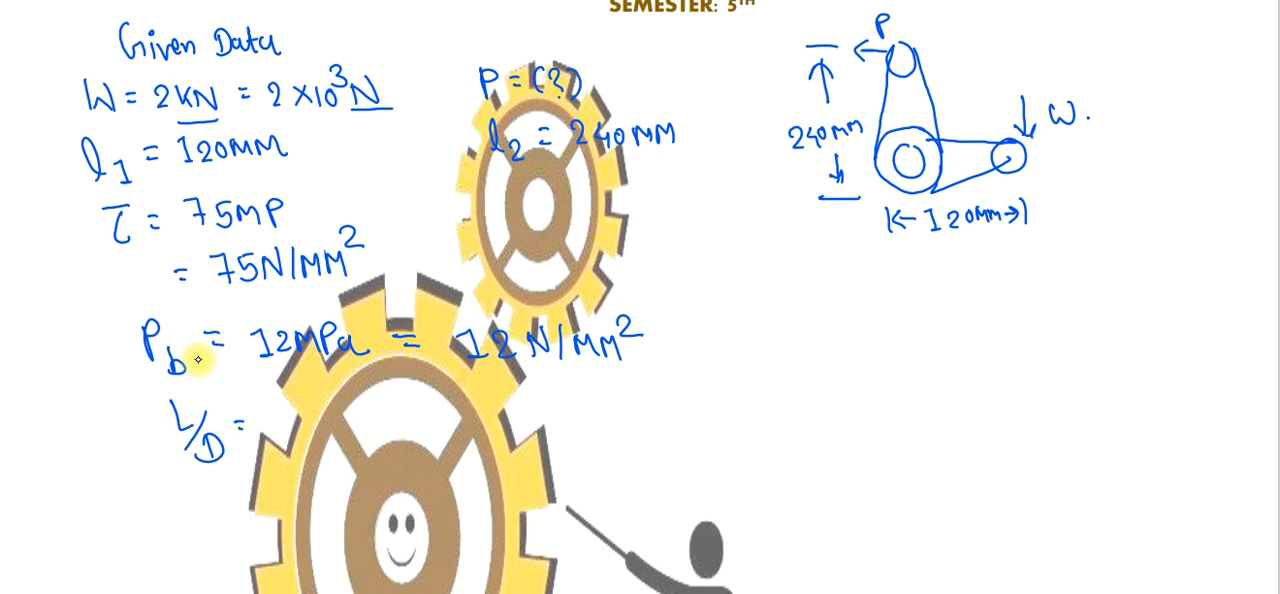 SEMESTER: 5TH
Given Data
W = 2KN = 2 ×10³N
P = (?)
l1 = 120MM
l2 = 240MM
τ = 75MP
= 75N/MM²
Pb = 12MPa = 12N/MM²
L/D =
P
W.
240MM
120MM